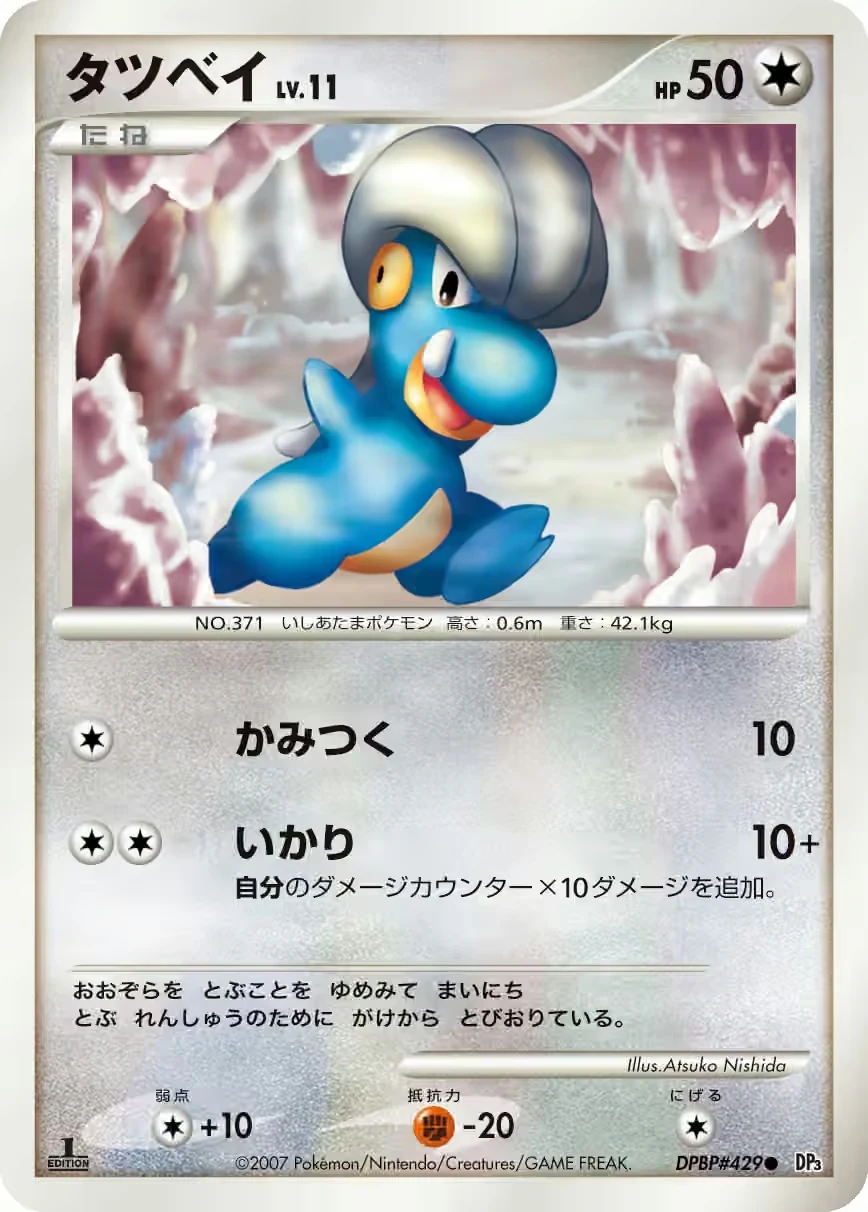 タツベイ LV.11 HP 50
たね
NO.371 いしあたまポケモン 高さ:0.6m 重さ:42.1kg
かみつく 10
いかり 10+
自分のダメージカウンター×10ダメージを追加。
おおぞらを とぶことを ゆめみて まいにち
とぶ れんしゅうのために がけから とびおりている。
Illus.Atsuko Nishida
弱点 抵抗力 にげる
+10 -20
1 EDITION
©2007 Pokémon/Nintendo/Creatures/GAME FREAK. DPBP#429● DP3